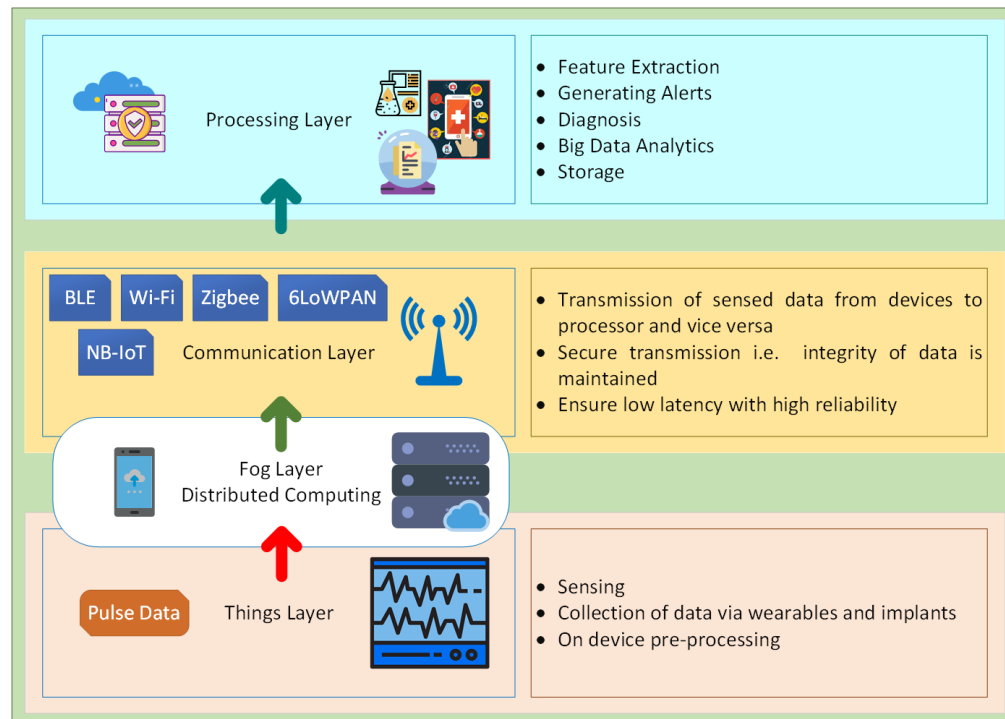 Processing Layer
• Feature Extraction
• Generating Alerts
• Diagnosis
• Big Data Analytics
• Storage
BLE
Wi-Fi
Zigbee
6LoWPAN
NB-IoT
Communication Layer
• Transmission of sensed data from devices to
processor and vice versa
• Secure transmission i.e. integrity of data is
maintained
• Ensure low latency with high reliability
Fog Layer
Distributed Computing
Pulse Data
Things Layer
• Sensing
• Collection of data via wearables and implants
• On device pre-processing